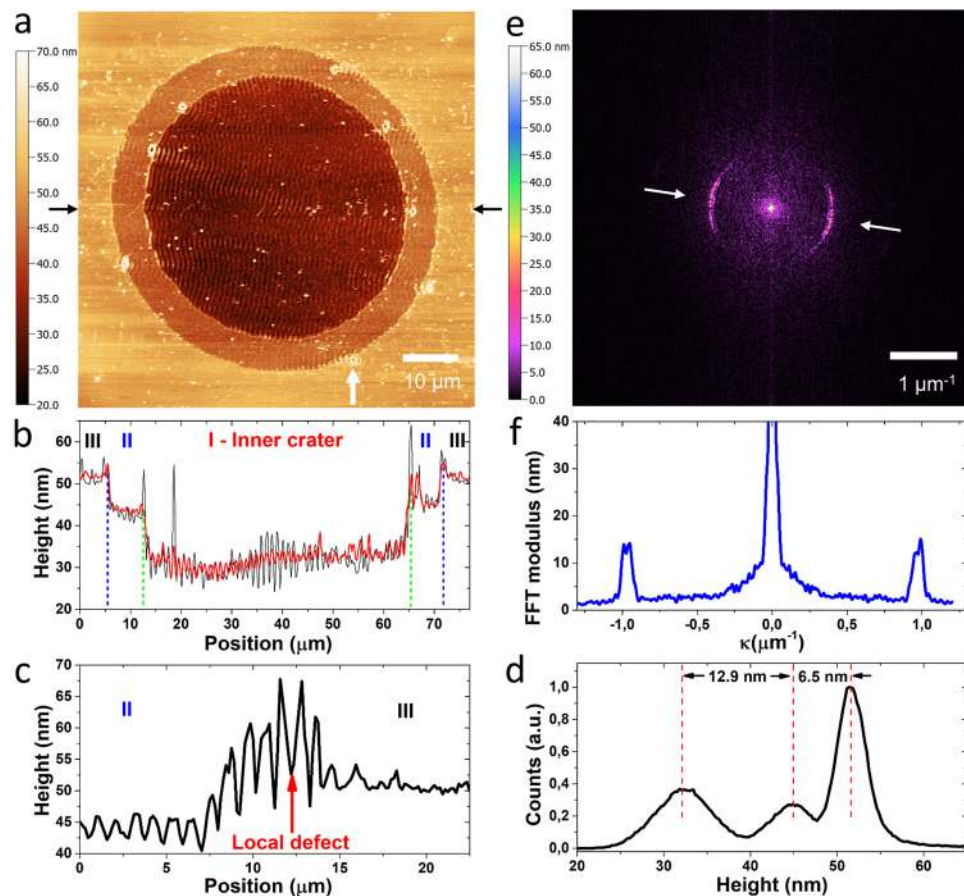 a
70.0 nm
65.0
60.0
55.0
50.0
45.0
40.0
35.0
30.0
25.0
20.0
10 μm
e
65.0 nm
60.0
55.0
50.0
45.0
40.0
35.0
30.0
25.0
20.0
15.0
10.0
5.0
0.0
1 μm⁻¹
b
III II I - Inner crater II III
Height (nm)
60
50
40
30
20
0 10 20 30 40 50 60 70
Position (μm)
f
FFT modulus (nm)
40
30
20
10
0
-1,0 -0,5 0,0 0,5 1,0
κ(μm⁻¹)
c
II III
Height (nm)
70
65
60
55
50
45
40
Local defect
0 5 10 15 20
Position (μm)
d
12.9 nm 6.5 nm
Counts (a.u.)
1,0
0,8
0,6
0,4
0,2
0,0
20 30 40 50 60
Height (nm)